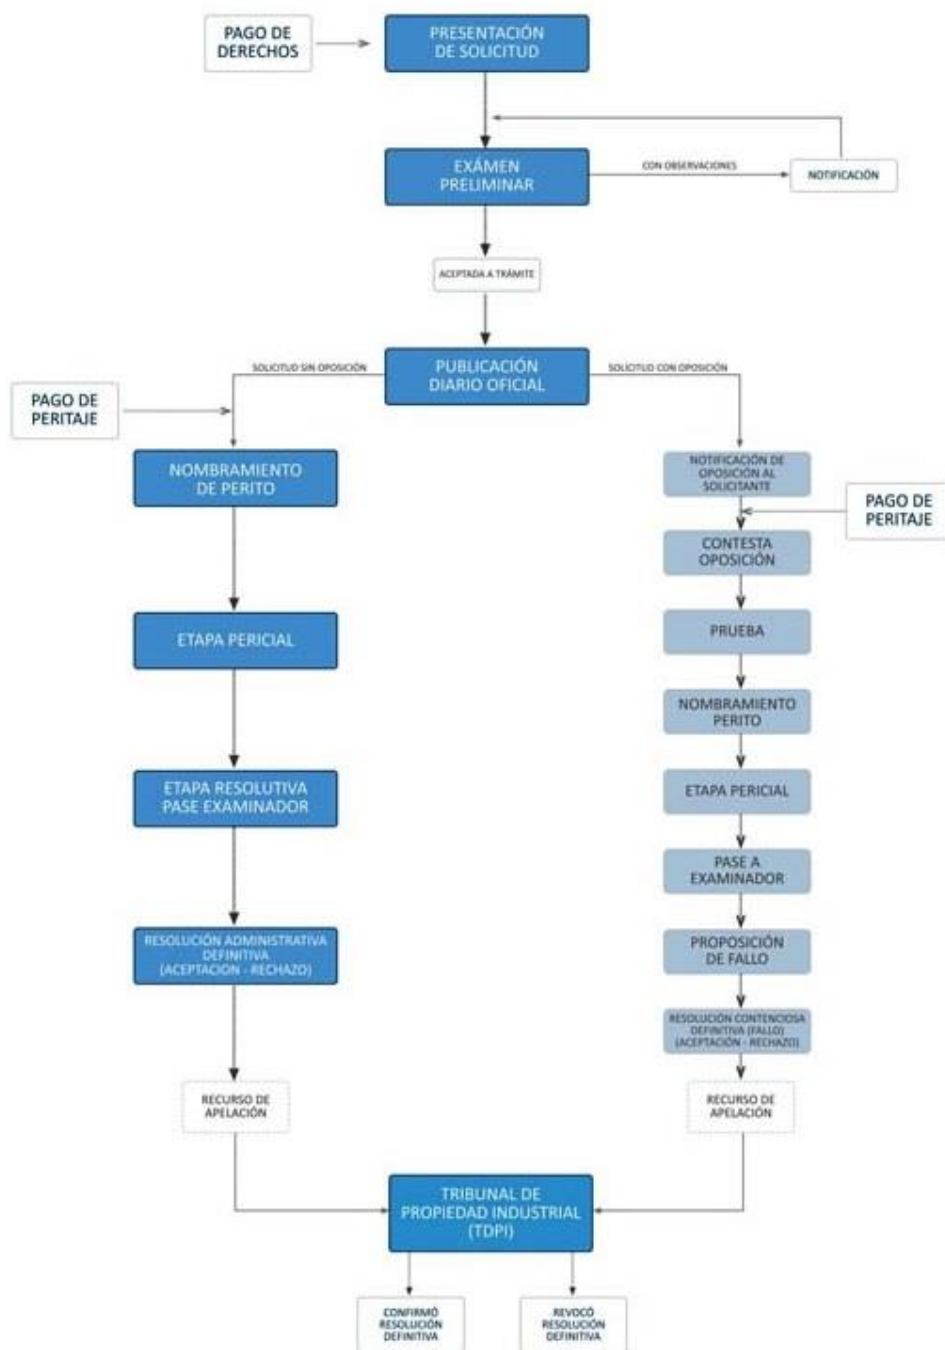 PAGO DE
DERECHOS
PRESENTACIÓN
DE SOLICITUD
EXÁMEN
PRELIMINAR
CON OBSERVACIONES
NOTIFICACIÓN
ACEPTADA A TRÁMITE
SOLICITUD SIN OPOSICIÓN
PUBLICACIÓN
DIARIO OFICIAL
SOLICITUD CON OPOSICIÓN
PAGO DE
PERITAJE
NOMBRAMIENTO
DE PERITO
ETAPA PERICIAL
ETAPA RESOLUTIVA
PASE EXAMINADOR
RESOLUCIÓN ADMINISTRATIVA
DEFINITIVA
(ACEPTACIÓN - RECHAZO)
RECURSO DE
APELACIÓN
NOTIFICACIÓN DE
OPOSICIÓN AL
SOLICITANTE
PAGO DE
PERITAJE
CONTESTA
OPOSICIÓN
PRUEBA
NOMBRAMIENTO
PERITO
ETAPA PERICIAL
PASE A
EXAMINADOR
PROPOSICIÓN
DE FALLO
RESOLUCIÓN CONTENCIOSA
DEFINITIVA (FALLO)
(ACEPTACIÓN - RECHAZO)
RECURSO DE
APELACIÓN
TRIBUNAL DE
PROPIEDAD INDUSTRIAL
(TDPI)
CONFIRMÓ
RESOLUCIÓN
DEFINITIVA
REVOCÓ
RESOLUCIÓN
DEFINITIVA